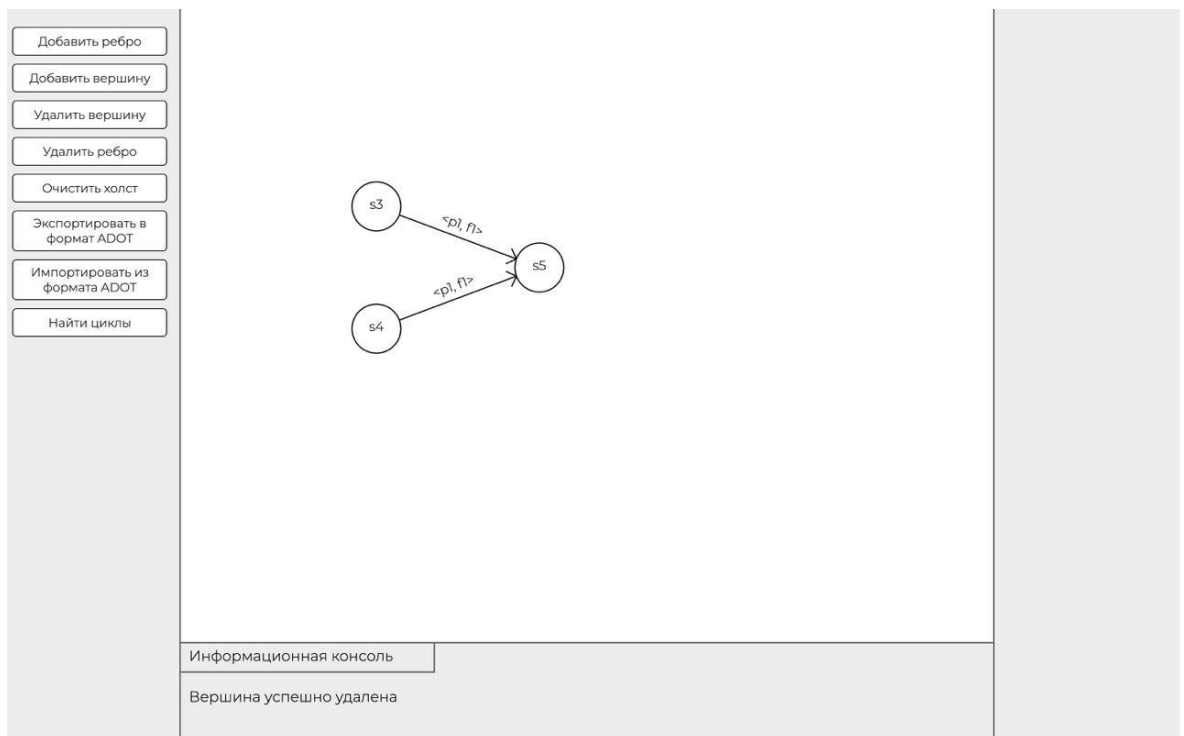 Добавить ребро
Добавить вершину
Удалить вершину
Удалить ребро
Очистить холст
Экспортировать в
формат ADOT
Импортировать из
формата ADOT
Найти циклы
s3
<p1, f1>
s5
<p1, f1>
s4
Информационная консоль
Вершина успешно удалена